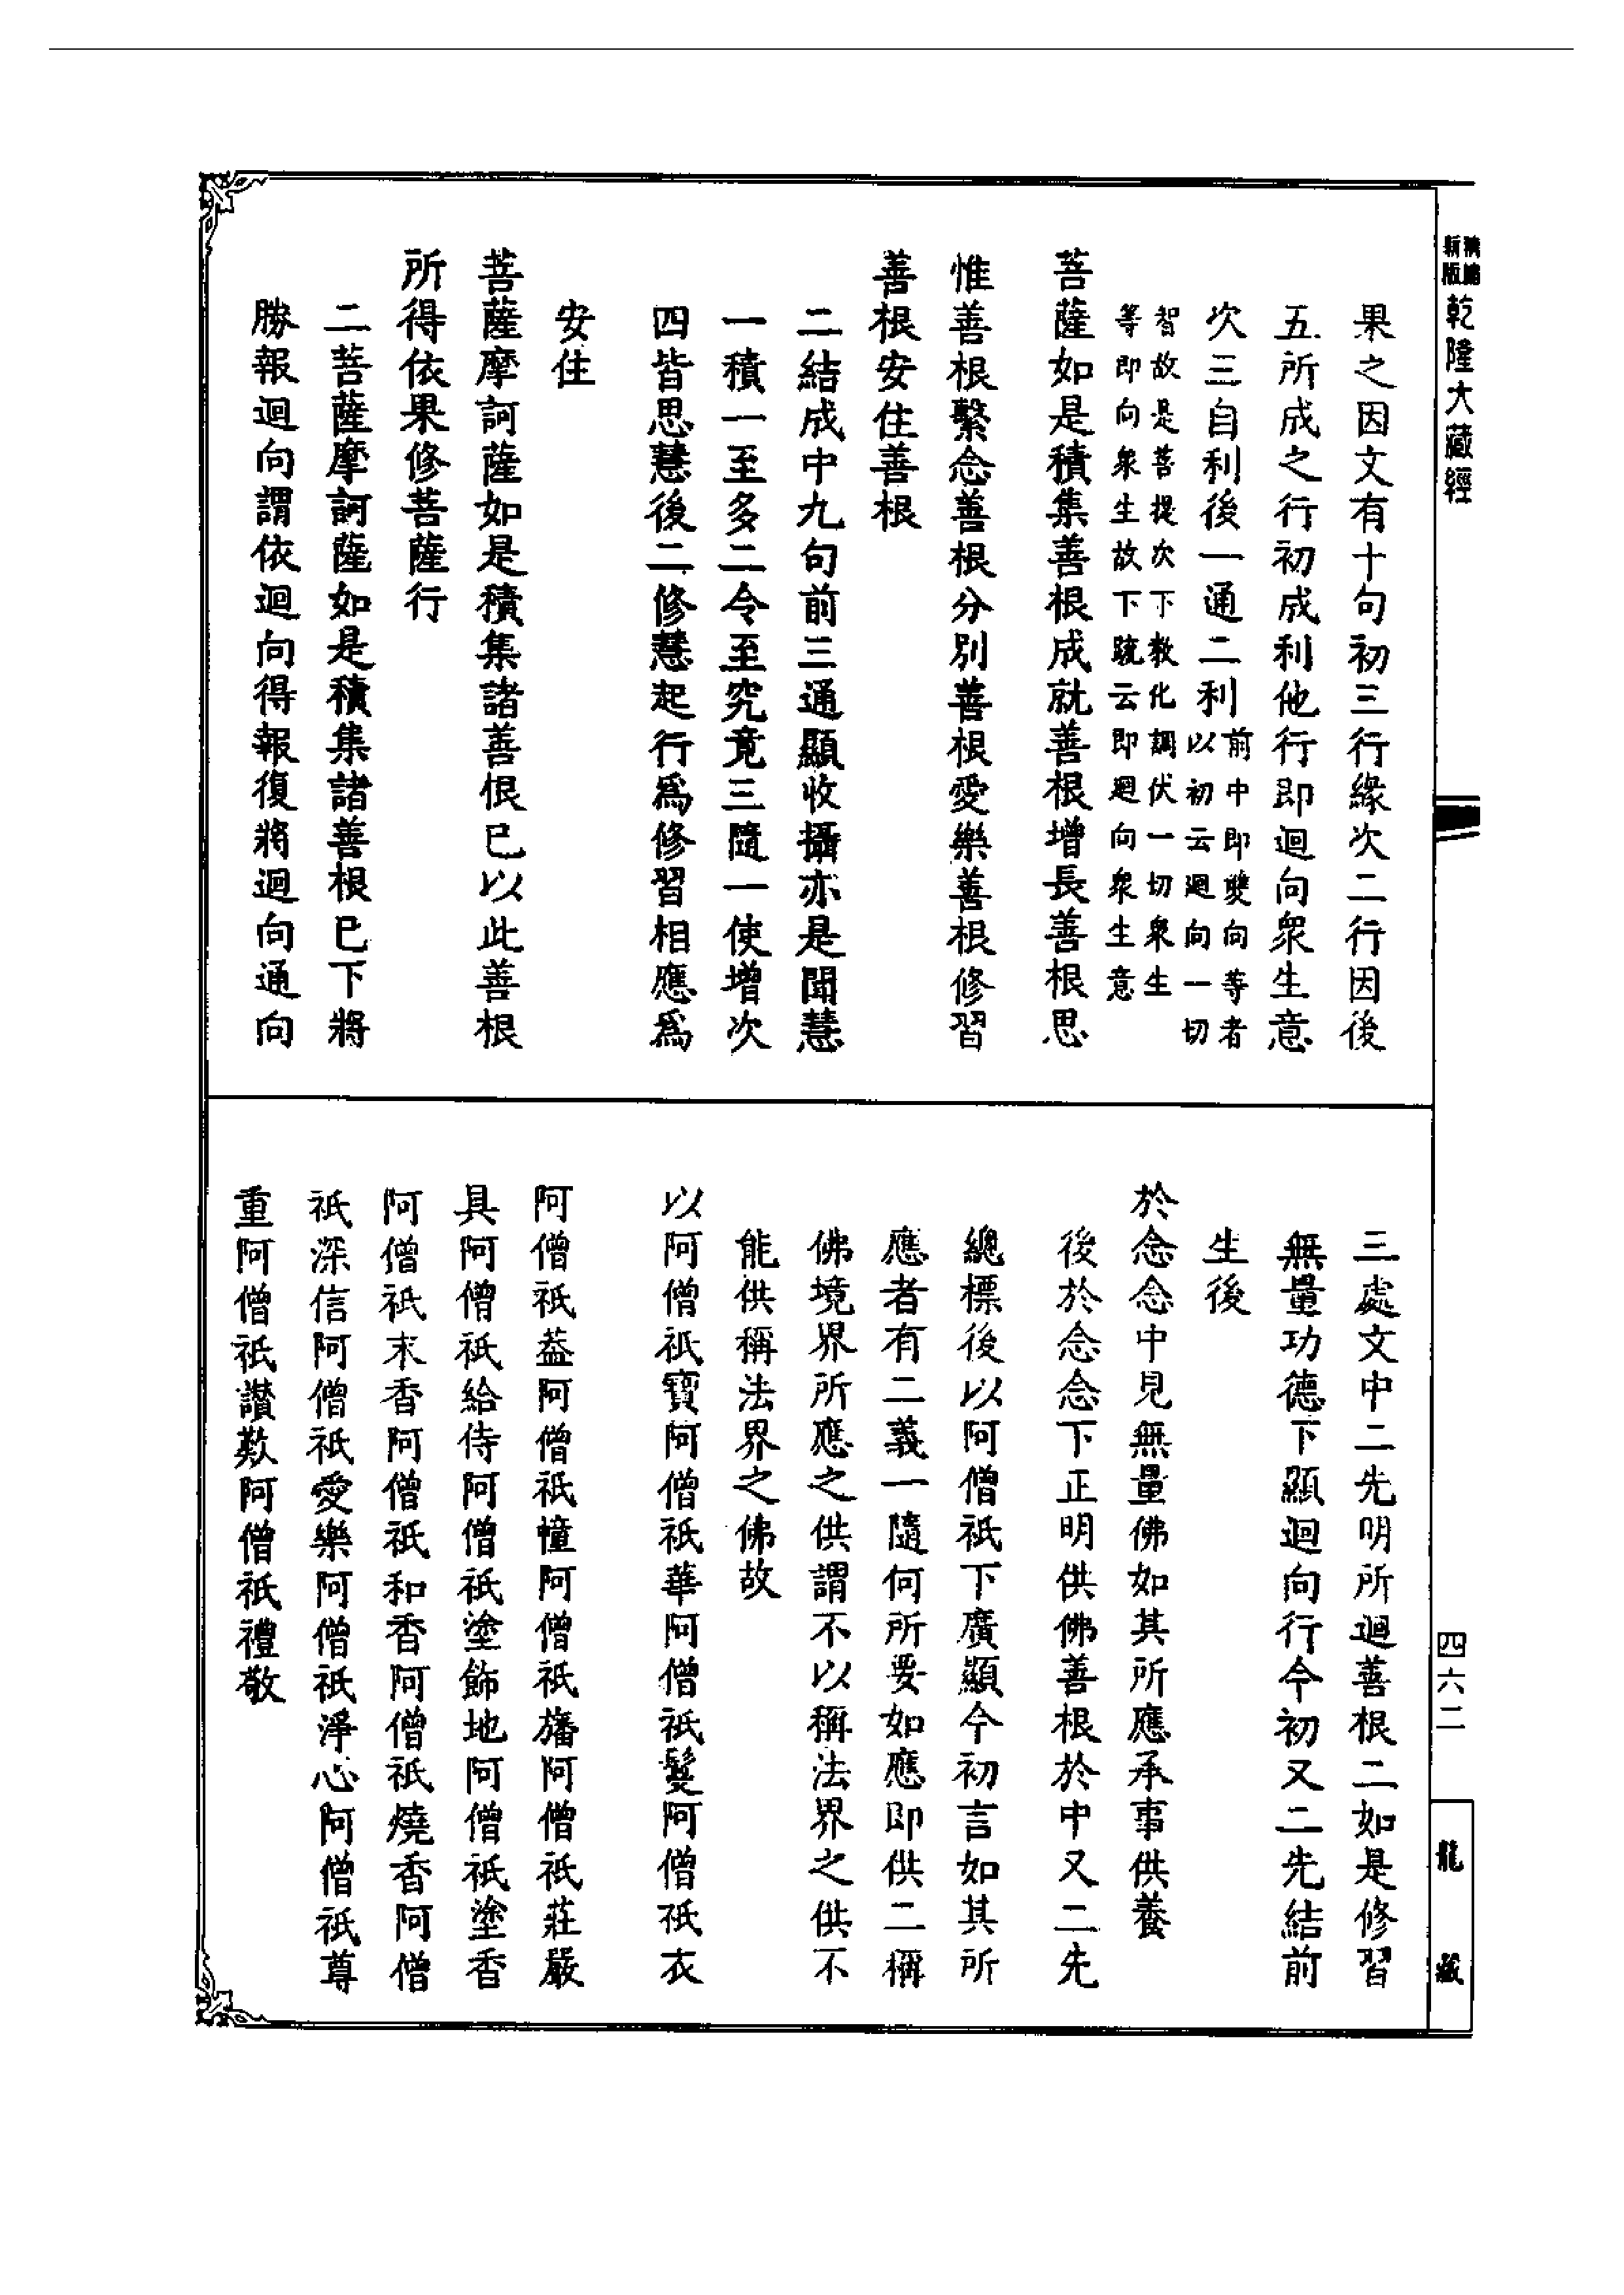 新版精編乾隆大藏經
果之因文有十句初三行緣次二行因後
五所成之行初成利他行即迴向衆生意
次三自利後一通二利
前中即雙向等者
以初云迴向一切
智故是菩提次下教化調伏一切衆生
等即向衆生故下疏云即迴向衆生意
菩薩如是積集善根成就善根增長善根思
惟善根繫念善根分別善根愛樂善根修習
善根安住善根
二結成中九句前三通顯收攝亦是聞慧
一積一至多二令至究竟三隨一使增次
四皆思慧後二修慧起行爲修習相應爲
安住
菩薩摩訶薩如是積集諸善根已以此善根
所得依果修菩薩行
二菩薩摩訶薩如是積集諸善根已下將
勝報迴向謂依迴向得報復將迴向通向
三處文中二先明所迴善根二如是修習
無量功德下顯迴向行今初又二先結前
生後
於念念中見無量佛如其所應承事供養
後於念念下正明供佛善根於中又二先
總標後以阿僧祇下廣顯今初言如其所
應者有二義一隨何所要如應即供二稱
佛境界所應之供謂不以稱法界之供不
能供稱法界之佛故
以阿僧祇寶阿僧祇華阿僧祇鬘阿僧祇衣
阿僧祇蓋阿僧祇幢阿僧祇旛阿僧祇莊嚴
具阿僧祇給侍阿僧祇塗飾地阿僧祇塗香
阿僧祇末香阿僧祇和香阿僧祇燒香阿僧
祇深信阿僧祇愛樂阿僧祇淨心阿僧祇尊
重阿僧祇讚歎阿僧祇禮敬
四六二
龍藏